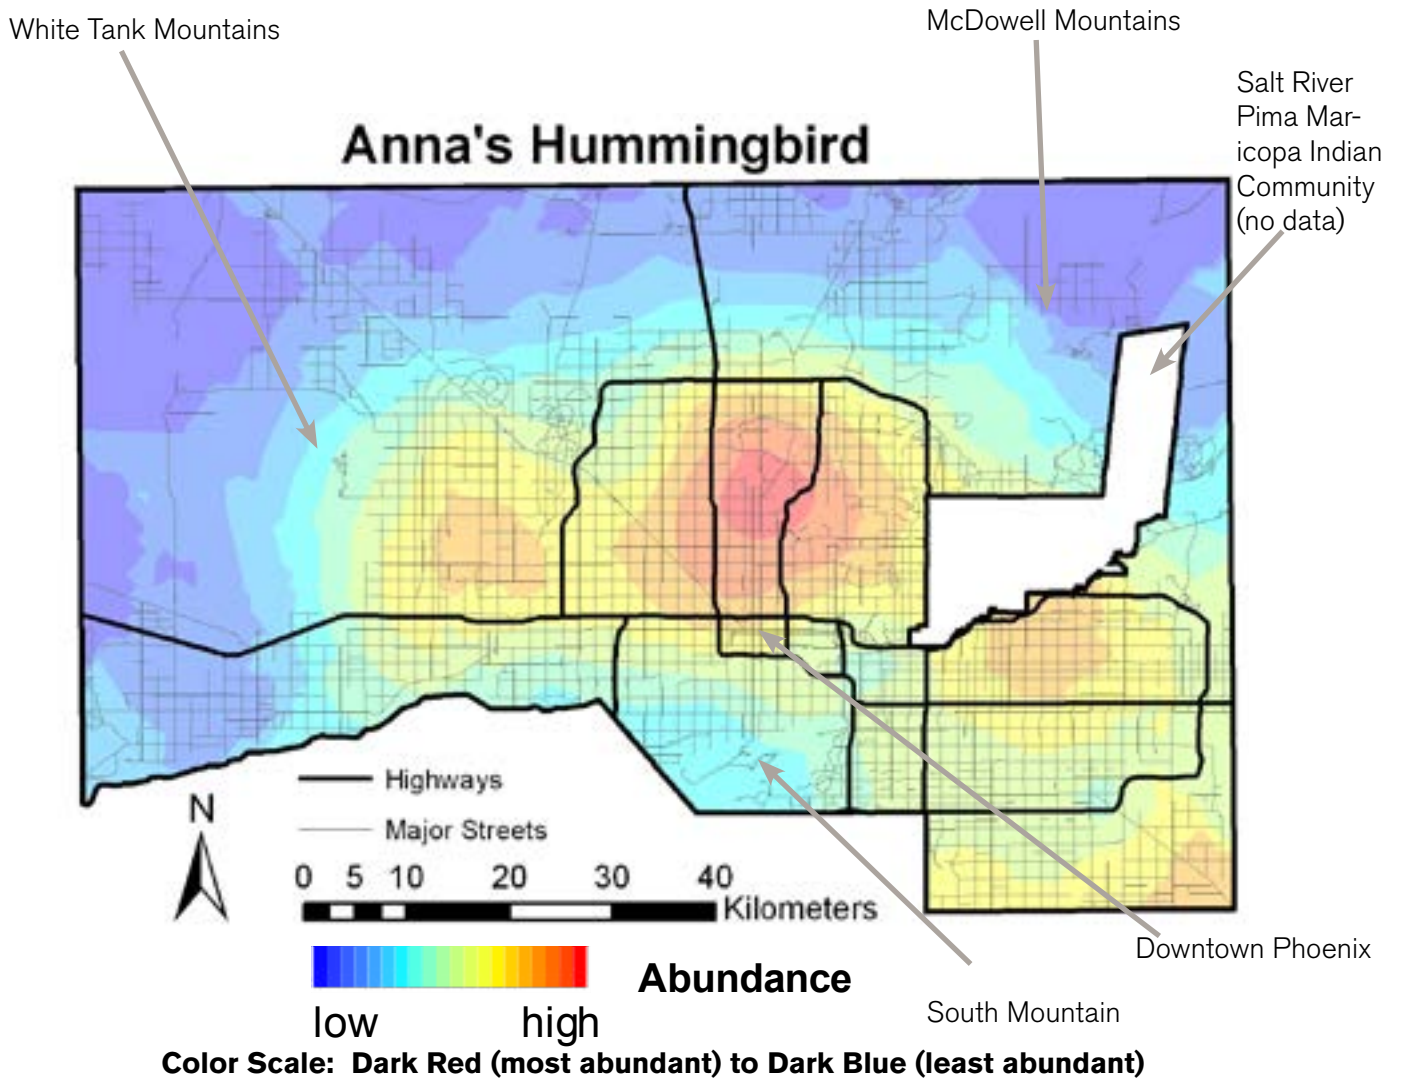 White Tank Mountains
McDowell Mountains
Salt River
Pima Mar-
icopa Indian
Community
(no data)
Anna's Hummingbird
Highways
N
Major Streets
0 5 10 20 30 40
Kilometers
Abundance
low high
Downtown Phoenix
South Mountain
Color Scale: Dark Red (most abundant) to Dark Blue (least abundant)